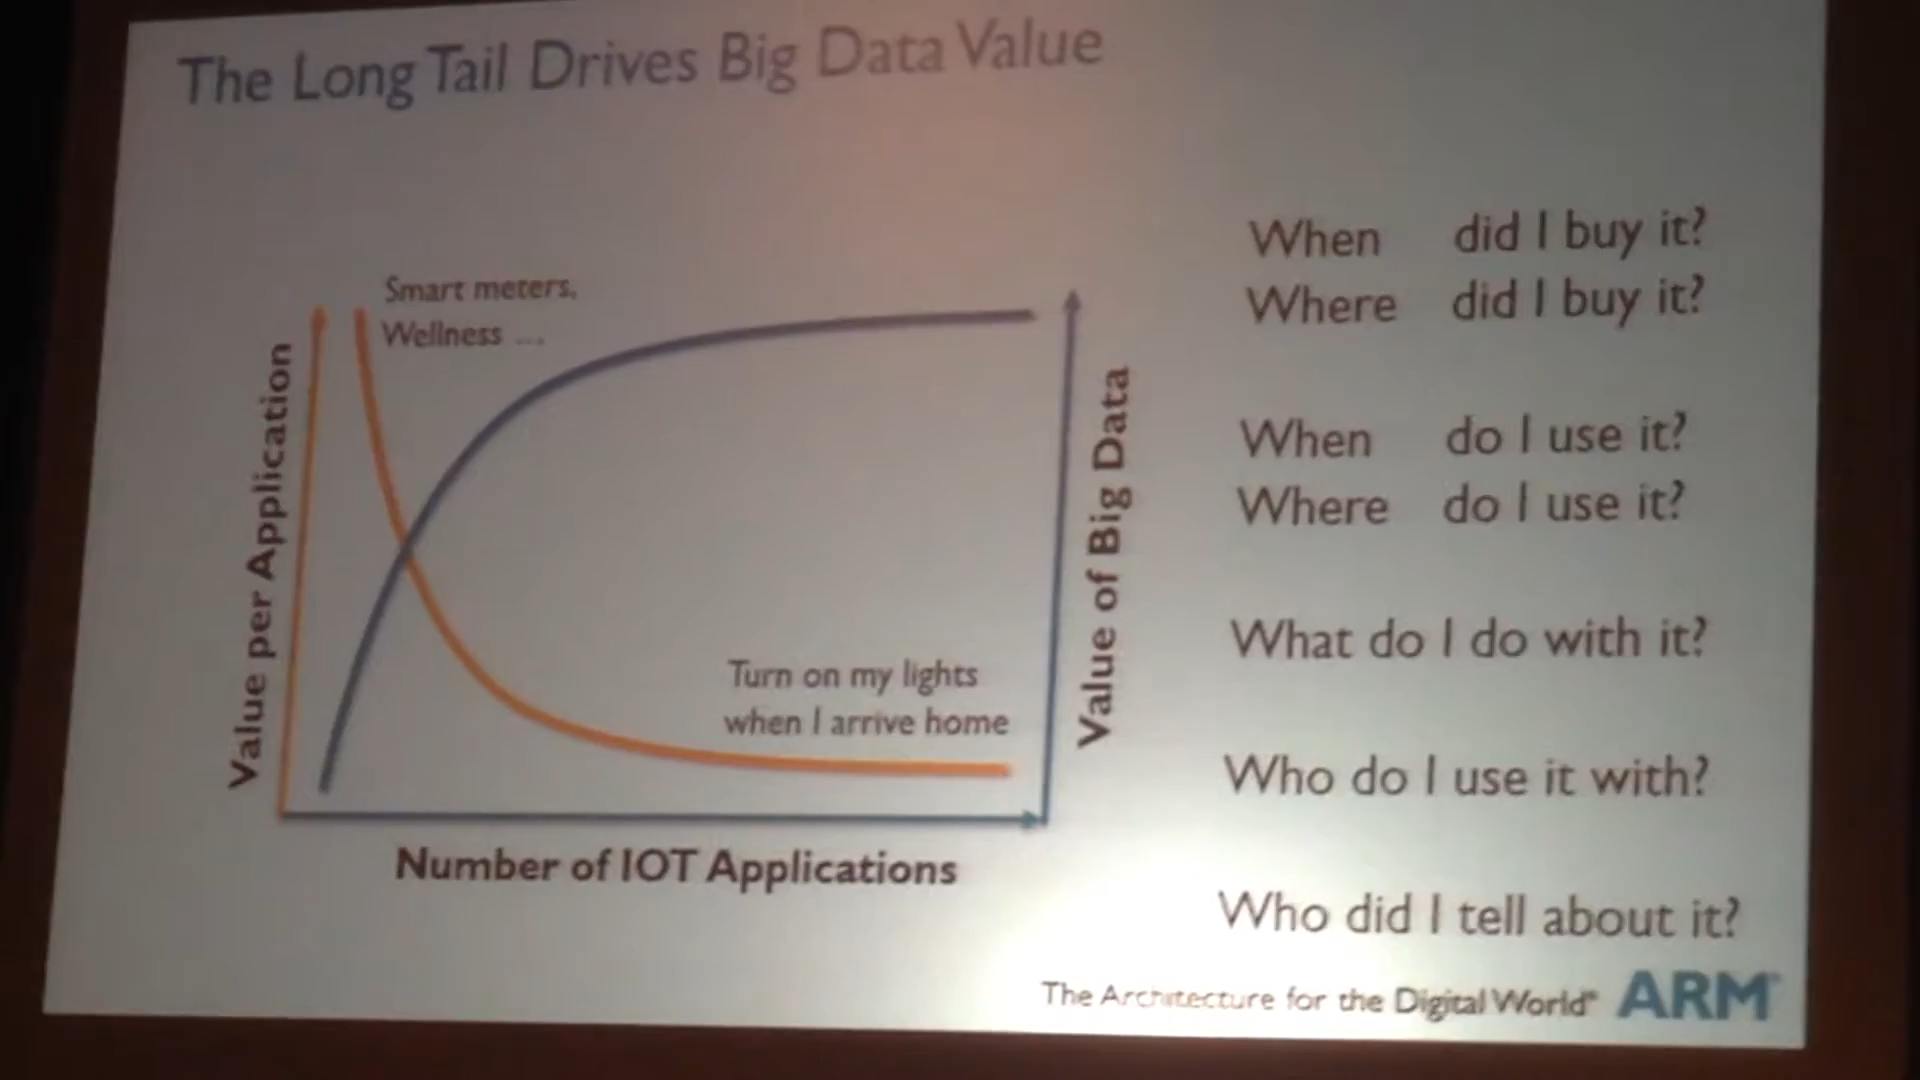 The Long Tail Drives Big Data Value
Smart meters,
Wellness ...
Value per Application
Turn on my lights
when I arrive home
Value of Big Data
Number of IOT Applications
When did I buy it?
Where did I buy it?
When do I use it?
Where do I use it?
What do I do with it?
Who do I use it with?
Who did I tell about it?
The Architecture for the Digital World® ARM®